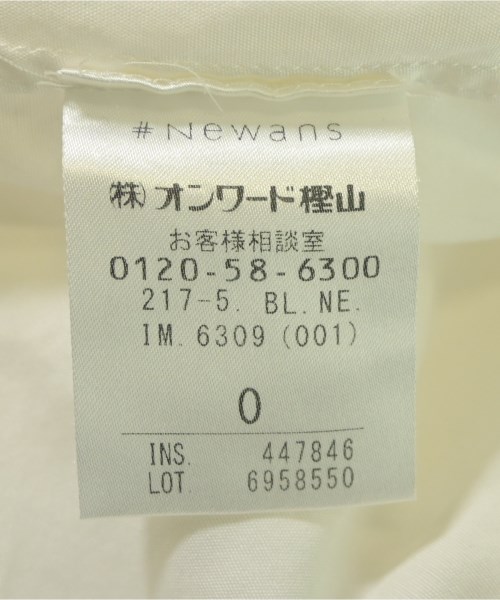 #Newans
㈱オンワード樫山
お客様相談室
0120-58-6300
217-5. BL.NE.
IM.6309(001)
0
INS. 447846
LOT. 6958550